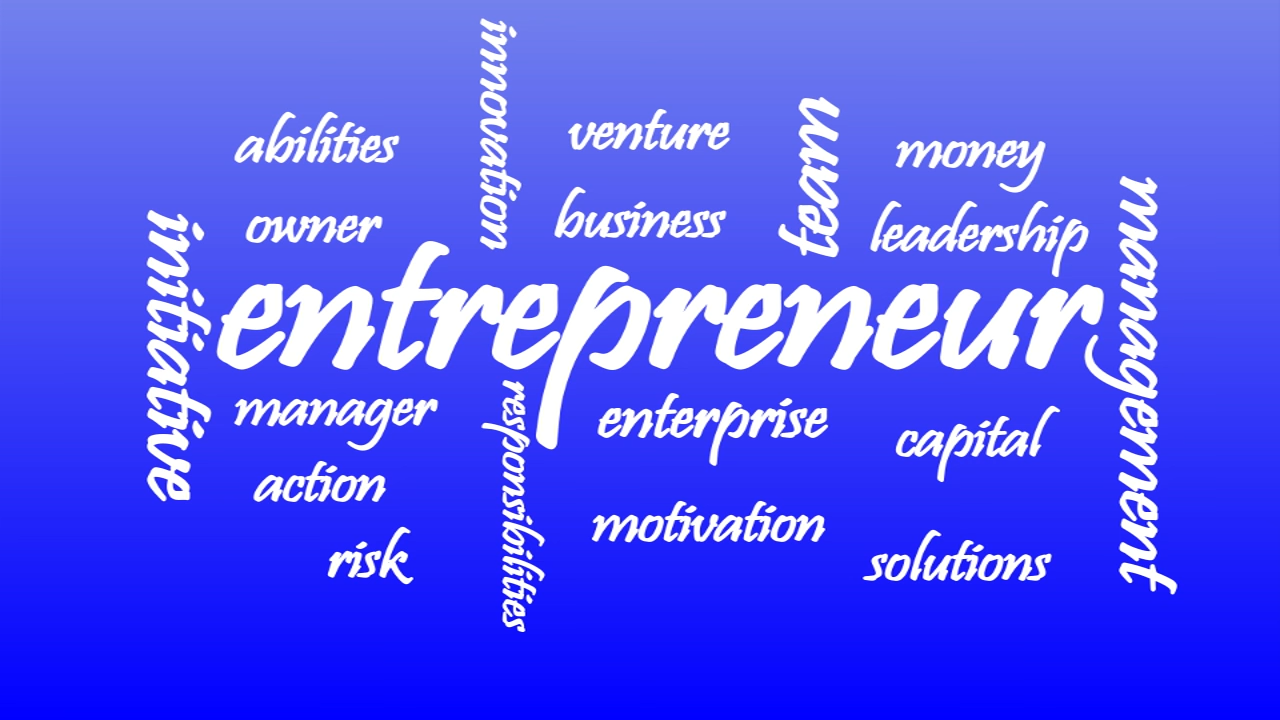 innovation
abilities
venture
team
money
owner
business
leadership
initiative
entrepreneur
management
manager
responsibilities
enterprise
capital
action
motivation
risk
solutions